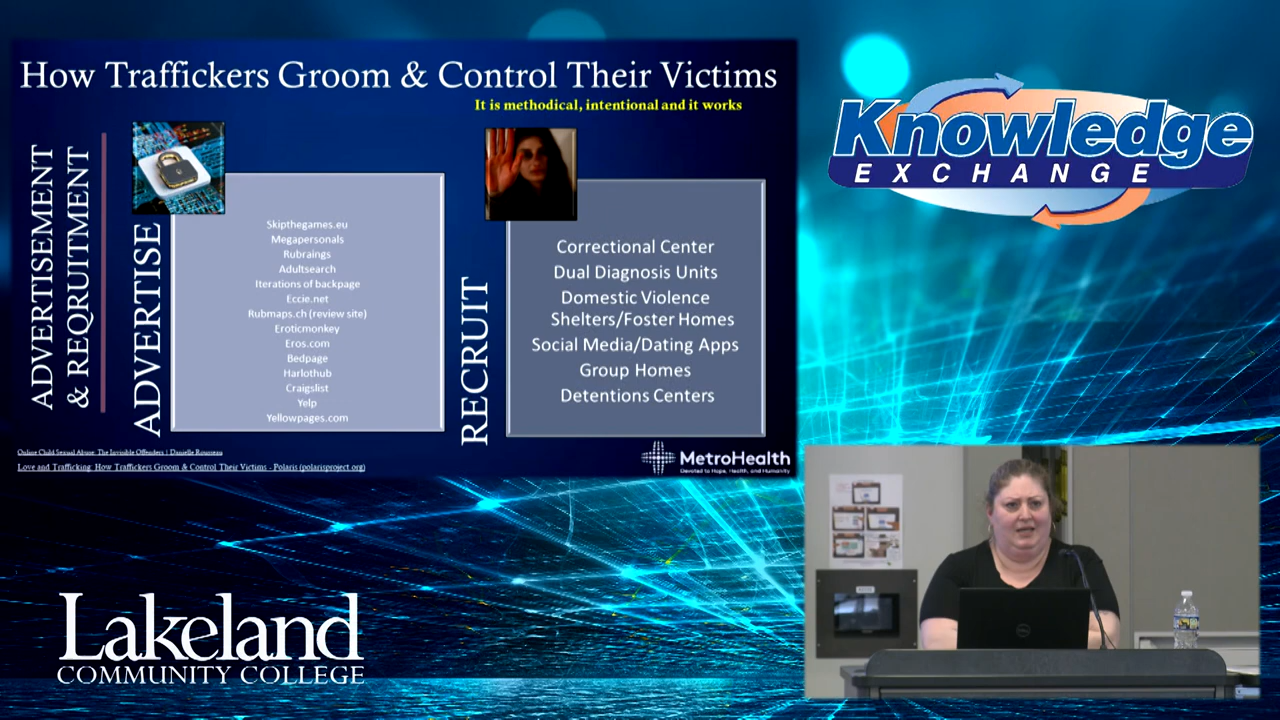 How Traffickers Groom & Control Their Victims
It is methodical, intentional and it works
ADVERTISEMENT
& REQRUITMENT
ADVERTISE
Skipthegames.eu
Megapersonals
Rubraings
Adultsearch
Iterations of backpage
Eccie.net
Rubmaps.ch (review site)
Eroticmonkey
Eros.com
Bedpage
Harlothub
Craigslist
Yelp
Yellowpages.com
RECRUIT
Correctional Center
Dual Diagnosis Units
Domestic Violence
Shelters/Foster Homes
Social Media/Dating Apps
Group Homes
Detentions Centers
Online Child Sexual Abuse: The Invisible Offenders | Danielle Rousseau
Love and Trafficking: How Traffickers Groom & Control Their Victims - Polaris (polarisproject.org)
MetroHealth
Devoted to Hope, Health, and Humanity
Knowledge
EXCHANGE
Lakeland
COMMUNITY COLLEGE
DELL